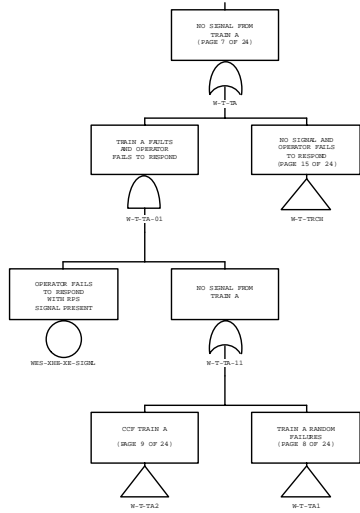 NO SIGNAL FROM
TRAIN A
(PAGE 7 OF 24)
W-T-TA
TRAIN A FAULTS
AND OPERATOR
FAILS TO RESPOND
NO SIGNAL AND
OPERATOR FAILS
TO RESPOND
(PAGE 15 OF 24)
W-T-TA-01
W-T-TRCH
OPERATOR FAILS
TO RESPOND
WITH RPS
SIGNAL PRESENT
NO SIGNAL FROM
TRAIN A
WES-XHE-XE-SIGNL
W-T-TA-11
CCF TRAIN A
(PAGE 9 OF 24)
TRAIN A RANDOM
FAILURES
(PAGE 8 OF 24)
W-T-TA2
W-T-TA1